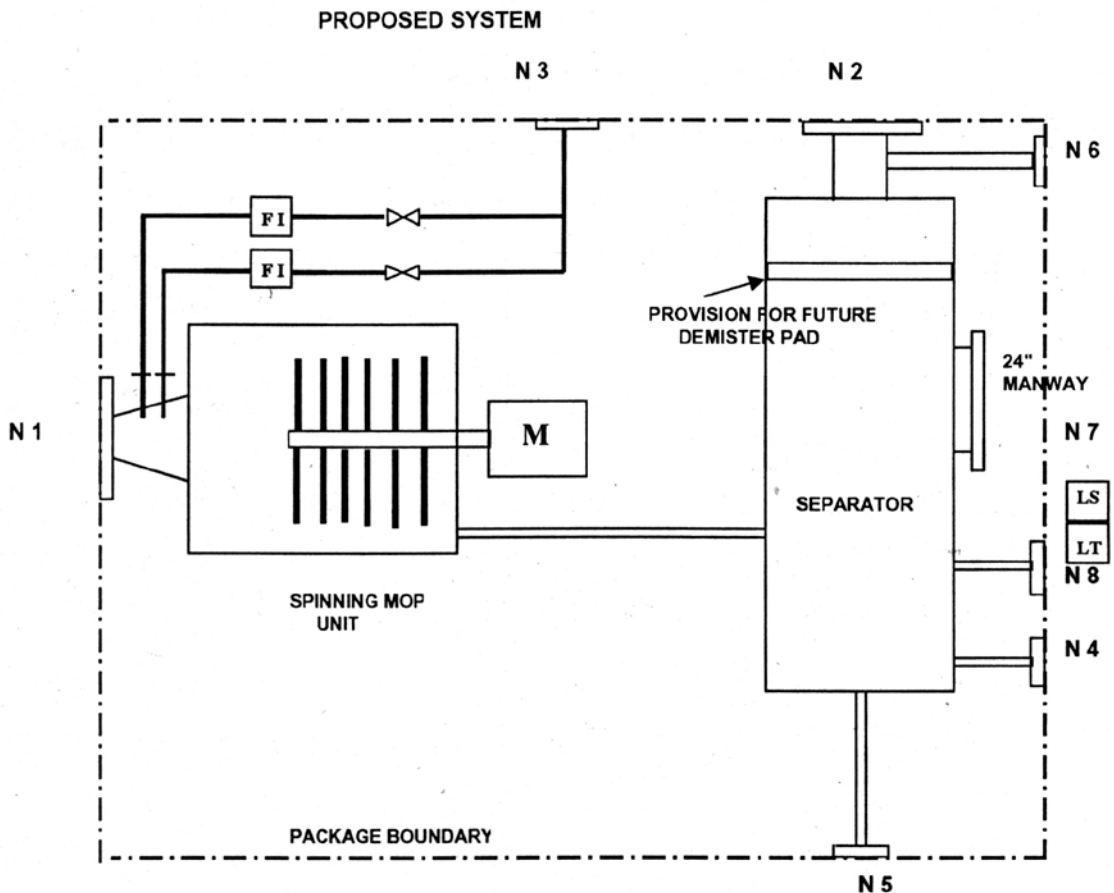 PROPOSED SYSTEM
N 3
N 2
N 6
FI
FI
PROVISION FOR FUTURE
DEMISTER PAD
24"
MANWAY
N 1
M
N 7
LS
SEPARATOR
LT
N 8
SPINNING MOP
UNIT
N 4
PACKAGE BOUNDARY
N 5